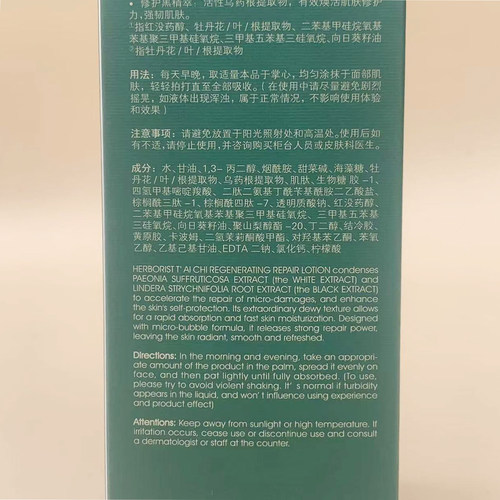 • 修护黑精萃：活性乌药根提取物，有效焕活肌肤修护
力,强韧肌肤。
¹指红没药醇、牡丹花/叶/根提取物、二苯基甲硅烷氧基
苯基聚三甲基硅氧烷、三甲基五苯基三硅氧烷、向日葵籽油
²指牡丹花/叶/根提取物
用法：每天早晚，取适量本品于掌心，均匀涂抹于面部肌
肤，轻轻拍打直至全部吸收。（在使用中请尽量避免剧烈
摇晃，如液体出现浑浊，属于正常情况，不影响使用体验
和效果）
注意事项：请避免放置于阳光照射处和高温处。使用后如
有不适，请停止使用，并咨询购买柜台人员或皮肤科医生。
成分：水、甘油、1,3-丙二醇、烟酰胺、甜菜碱、海藻糖、牡
丹花/叶/根提取物、乌药根提取物、肌肽、生物糖胶-1、
四氢甲基嘧啶羧酸、二肽二氨基丁酰苄基酰胺二乙酸盐、
棕榈酰三肽-1、棕榈酰四肽-7、透明质酸钠、红没药醇、
二苯基甲硅烷氧基苯基聚三甲基硅氧烷、三甲基五苯基
三硅氧烷、向日葵籽油、聚山梨醇酯-20、丁二醇、结冷胶、
黄原胶、卡波姆、二氢茉莉酮酸甲酯、对羟基苯乙酮、苯氧
乙醇、乙基己基甘油、EDTA二钠、氯化钙、柠檬酸
HERBORIST T' AI CHI REGENERATING REPAIR LOTION condenses
PAEONIA SUFFRUTICOSA EXTRACT (the WHITE EXTRACT) and
LINDERA STRYCHNIFOLIA ROOT EXTRACT (the BLACK EXTRACT)
to accelerate the repair of micro-damages, and enhance
the skin's self-protection. Its extraordinary dewy texture allows
for a rapid absorption and fast skin moisturization. Designed
with micro-bubble formula, it releases strong repair power,
leaving the skin radiant, smooth and refreshed.
Directions: In the morning and evening, take an appropri-
ate amount of the product in the palm, spread it evenly on
face, and then pat lightly until fully absorbed. (To use,
please try to avoid violent shaking. It' s normal if turbidity
appears in the liquid, and won' t influence using experience
and product effect)
Attentions: Keep away from sunlight or high temperature. If
irritation occurs, cease use or discontinue use and consult
a dermatologist or staff at the counter.